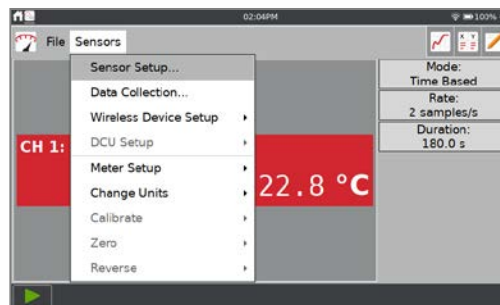 02:04PM
100%
File Sensors
X Y
Sensor Setup...
Data Collection...
Wireless Device Setup
DCU Setup
Meter Setup
Change Units
Calibrate
Zero
Reverse
CH 1:
22.8 °C
Mode:
Time Based
Rate:
2 samples/s
Duration:
180.0 s